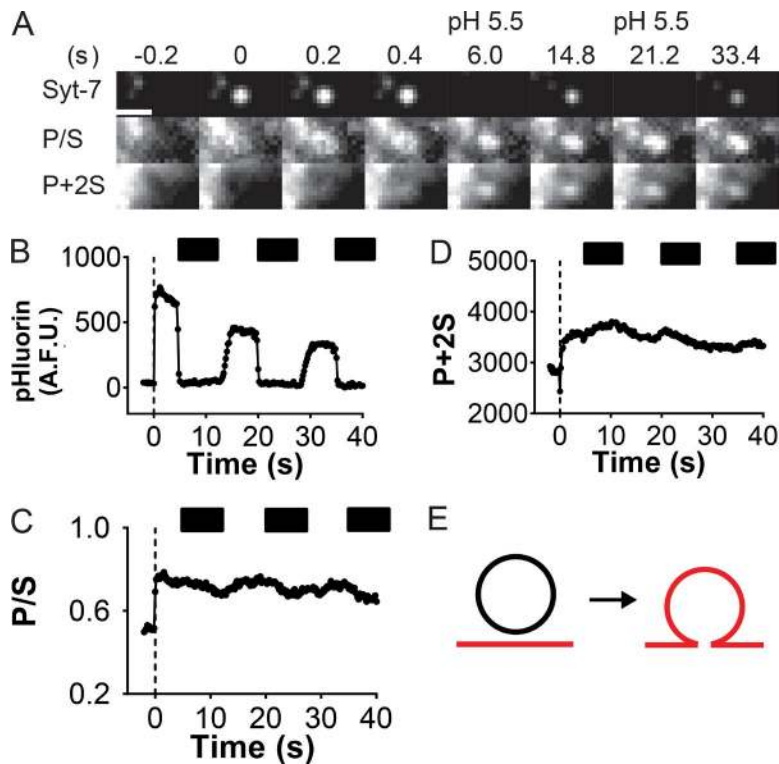 A
pH 5.5 pH 5.5
(s) -0.2 0 0.2 0.4 6.0 14.8 21.2 33.4
Syt-7
P/S
P+2S
B
pHluorin
(A.F.U.)
1000
500
0
0 10 20 30 40
Time (s)
D
P+2S
5000
4000
3000
2000
0 10 20 30 40
Time (s)
C
P/S
1.0
0.6
0.2
0 10 20 30 40
Time (s)
E